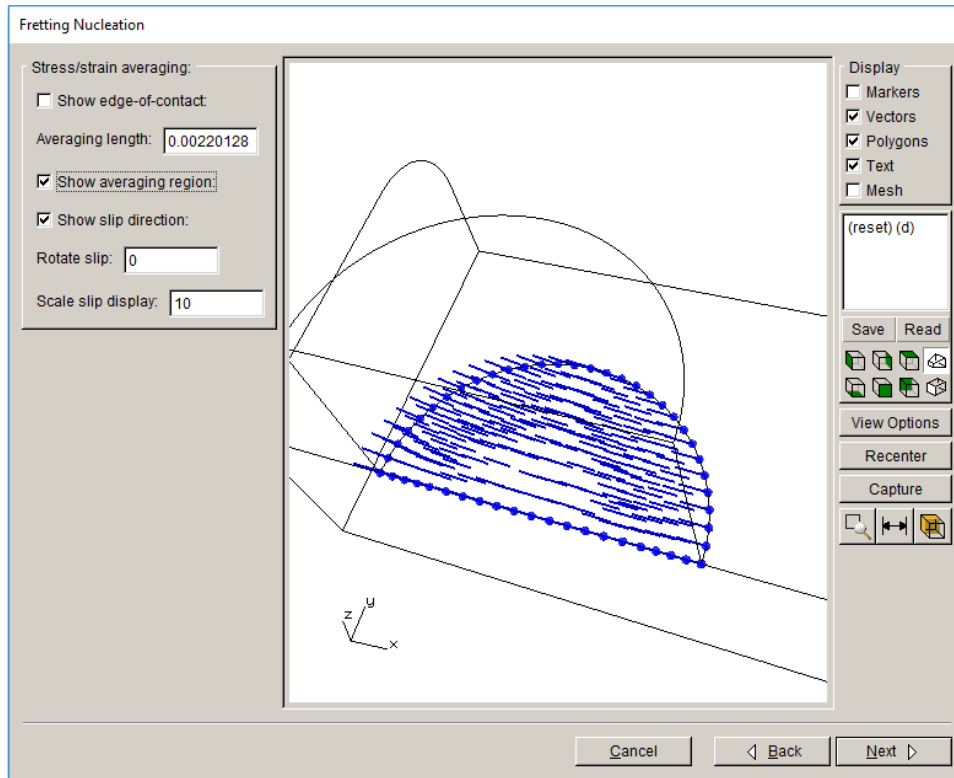 Fretting Nucleation
Stress/strain averaging:
Show edge-of-contact:
Averaging length: 0.00220128
Show averaging region:
Show slip direction:
Rotate slip: 0
Scale slip display: 10
y
z
x
Display
Markers
Vectors
Polygons
Text
Mesh
(reset) (d)
Save Read
View Options
Recenter
Capture
Cancel Back Next